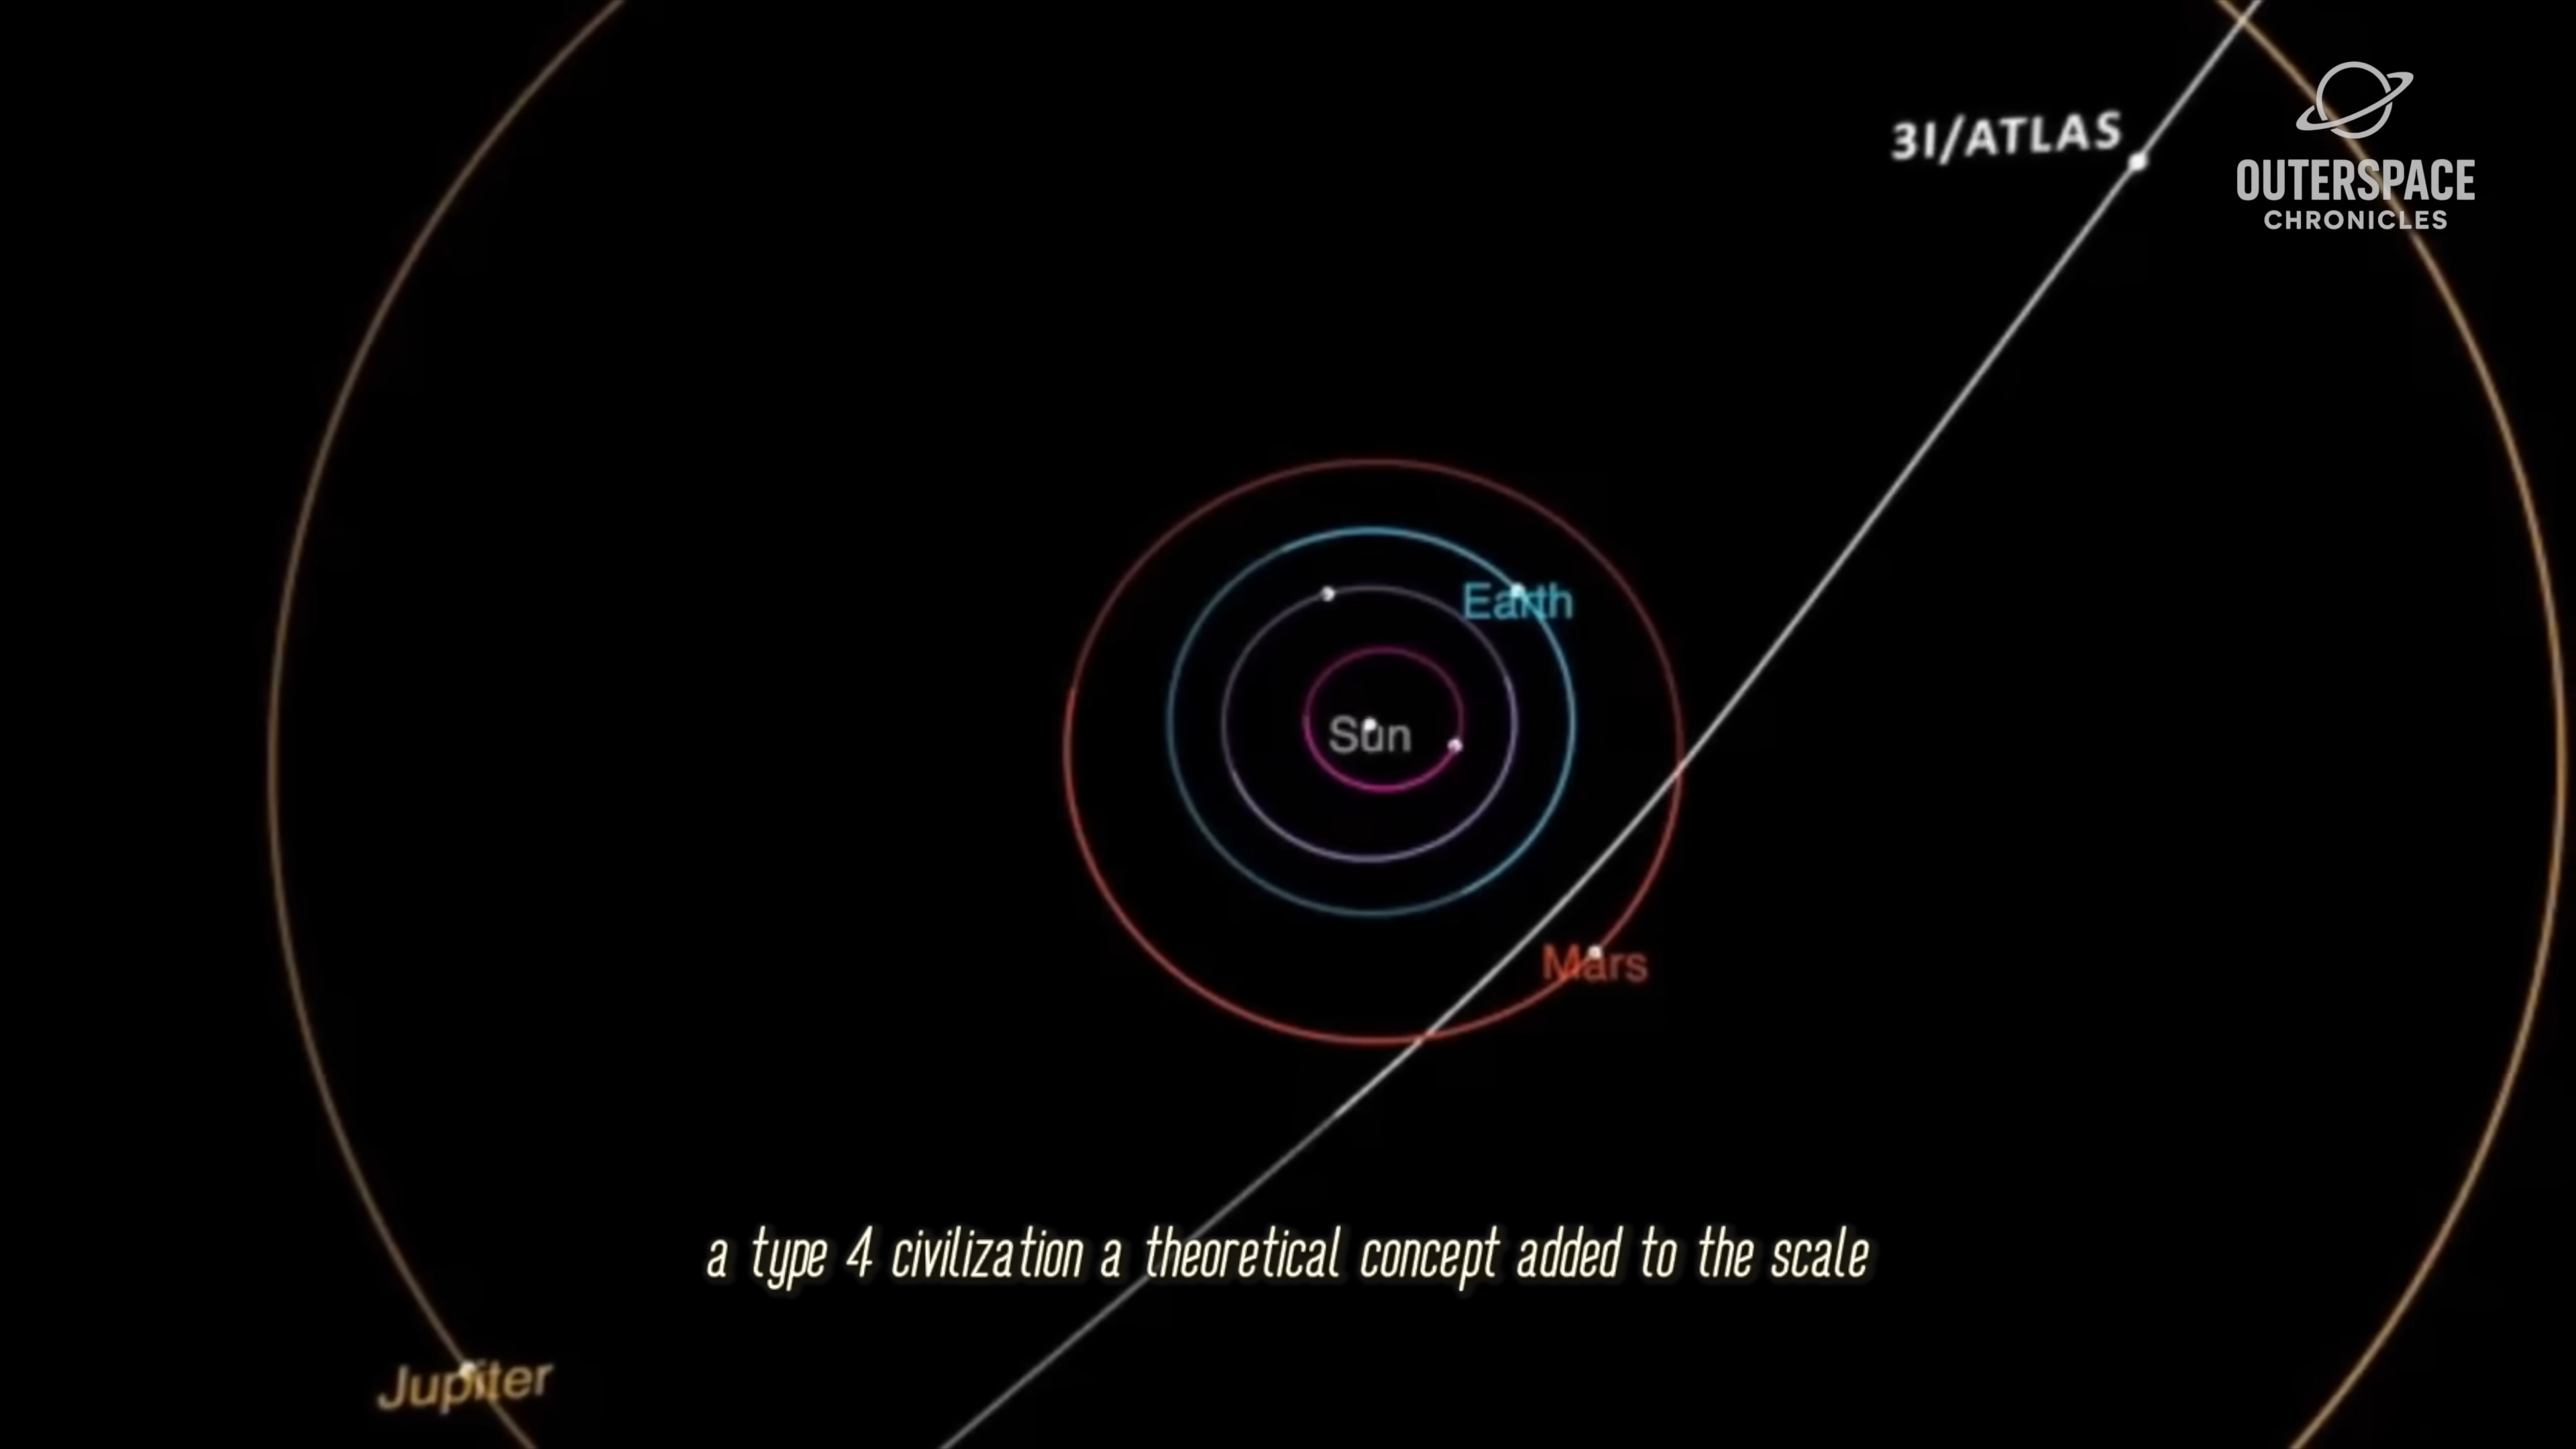 3I/ATLAS
OUTERSPACE
CHRONICLES
Earth
Sun
Mars
a type 4 civilization a theoretical concept added to the scale
Jupiter